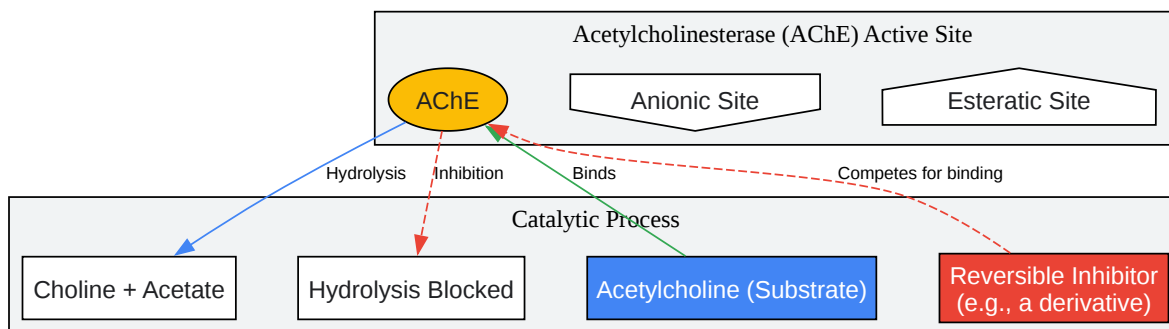 Acetylcholinesterase (AChE) Active Site
AChE
Anionic Site
Esteratic Site
Hydrolysis
Inhibition
Binds
Competes for binding
Catalytic Process
Choline + Acetate
Hydrolysis Blocked
Acetylcholine (Substrate)
Reversible Inhibitor
(e.g., a derivative)